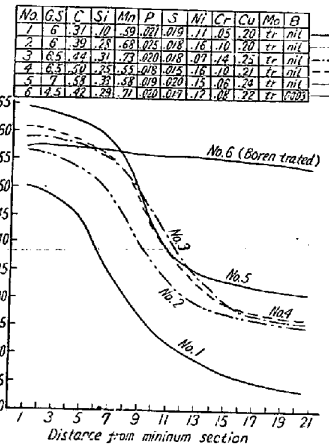 No. G.S C Si Mn P S Ni Cr Cu Mo B
1 6 .31 .10 .59 .021 .019 .11 .05 .20 tr nil
2 6 .39 .28 .68 .025 .018 .16 .10 .20 tr nil
3 6.5 .44 .31 .73 .020 .018 .07 .14 .25 tr nil
4 6.5 .50 .25 .55 .018 .015 .16 .10 .21 tr nil
5 7 .58 .33 .58 .019 .020 .15 .06 .24 tr nil
6 4.5 .42 .29 .71 .020 .017 .12 .08 .22 tr
No.6 (Boren trated)
No.3
No.5
No.2
No.4
No.1
1 3 5 7 9 11 13 15 17 19 21
Distance from mininum section